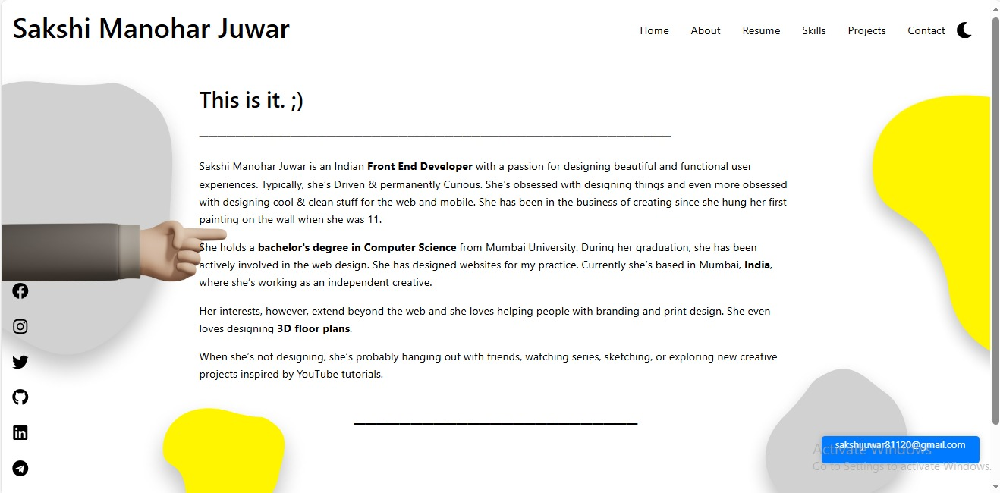 Sakshi Manohar Juwar
Home About Resume Skills Projects Contact
This is it. ;)
Sakshi Manohar Juwar is an Indian Front End Developer with a passion for designing beautiful and functional user
experiences. Typically, she’s Driven & permanently Curious. She's obsessed with designing things and even more obsessed
with designing cool & clean stuff for the web and mobile. She has been in the business of creating since she hung her first
painting on the wall when she was 11.
She holds a bachelor's degree in Computer Science from Mumbai University. During her graduation, she has been
actively involved in the web design. She has designed websites for my practice. Currently she’s based in Mumbai, India,
where she’s working as an independent creative.
Her interests, however, extend beyond the web and she loves helping people with branding and print design. She even
loves designing 3D floor plans.
When she’s not designing, she’s probably hanging out with friends, watching series, sketching, or exploring new creative
projects inspired by YouTube tutorials.
sakshijuwar81120@gmail.com
Activate Windows
Go to Settings to activate Windows.